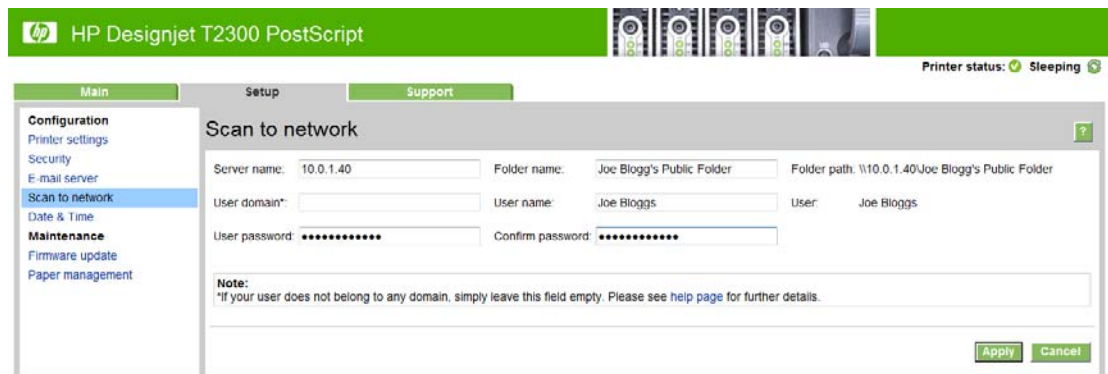 hp HP Designjet T2300 PostScript
Printer status: Sleeping
Main Setup Support
Configuration
Printer settings
Security
E-mail server
Scan to network
Date & Time
Maintenance
Firmware update
Paper management
Scan to network ?
Server name: 10.0.1.40 Folder name: Joe Blogg's Public Folder Folder path: \\10.0.1.40\Joe Blogg's Public Folder
User domain*: User name: Joe Bloggs User: Joe Bloggs
User password: •••••••••••• Confirm password: ••••••••••••
Note:
*If your user does not belong to any domain, simply leave this field empty. Please see help page for further details.
Apply Cancel